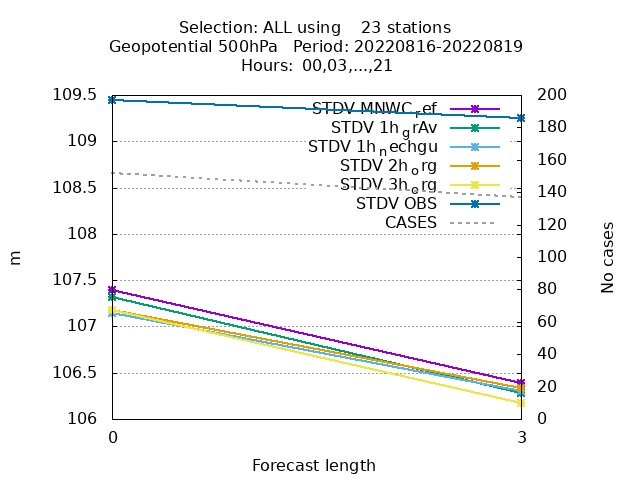 Selection: ALL using 23 stations
Geopotential 500hPa Period: 20220816-20220819
Hours: 00,03,...,21
109.5
109
108.5
108
107.5
107
106.5
106
200
180
160
140
120
100
80
60
40
20
0
m
No cases
STDV MNWC_ref
STDV 1h_grAv
STDV 1h_nechgu
STDV 2h_org
STDV 3h_org
STDV OBS
CASES
0
3
Forecast length